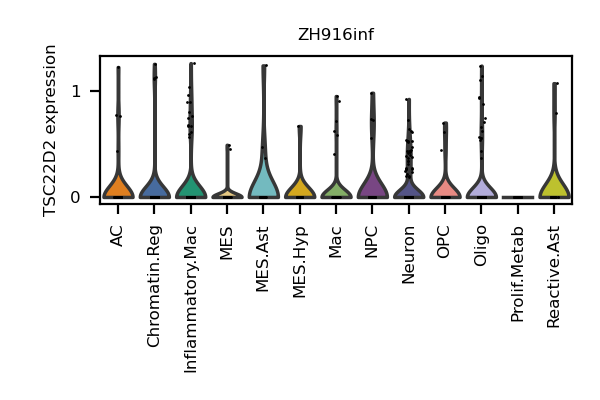 ZH916inf
TSC22D2 expression
1
0
AC
Chromatin.Reg
Inflammatory.Mac
MES
MES.Ast
MES.Hyp
Mac
NPC
Neuron
OPC
Oligo
Prolif.Metab
Reactive.Ast